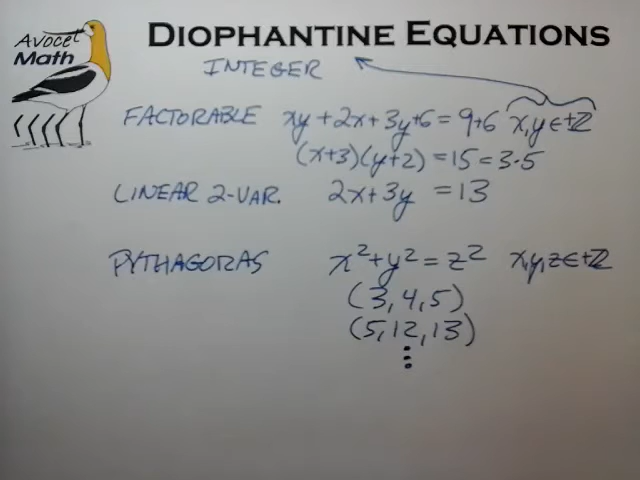 Avocet
Math
DIOPHANTINE EQUATIONS
INTEGER
FACTORABLE xy+2x+3y+6 = 9+6 x,y∈+ℤ
(x+3)(y+2) = 15 = 3·5
LINEAR 2-VAR. 2x+3y = 13
PYTHAGORAS x²+y² = z² x,y,z∈+ℤ
(3,4,5)
(5,12,13)
⋮